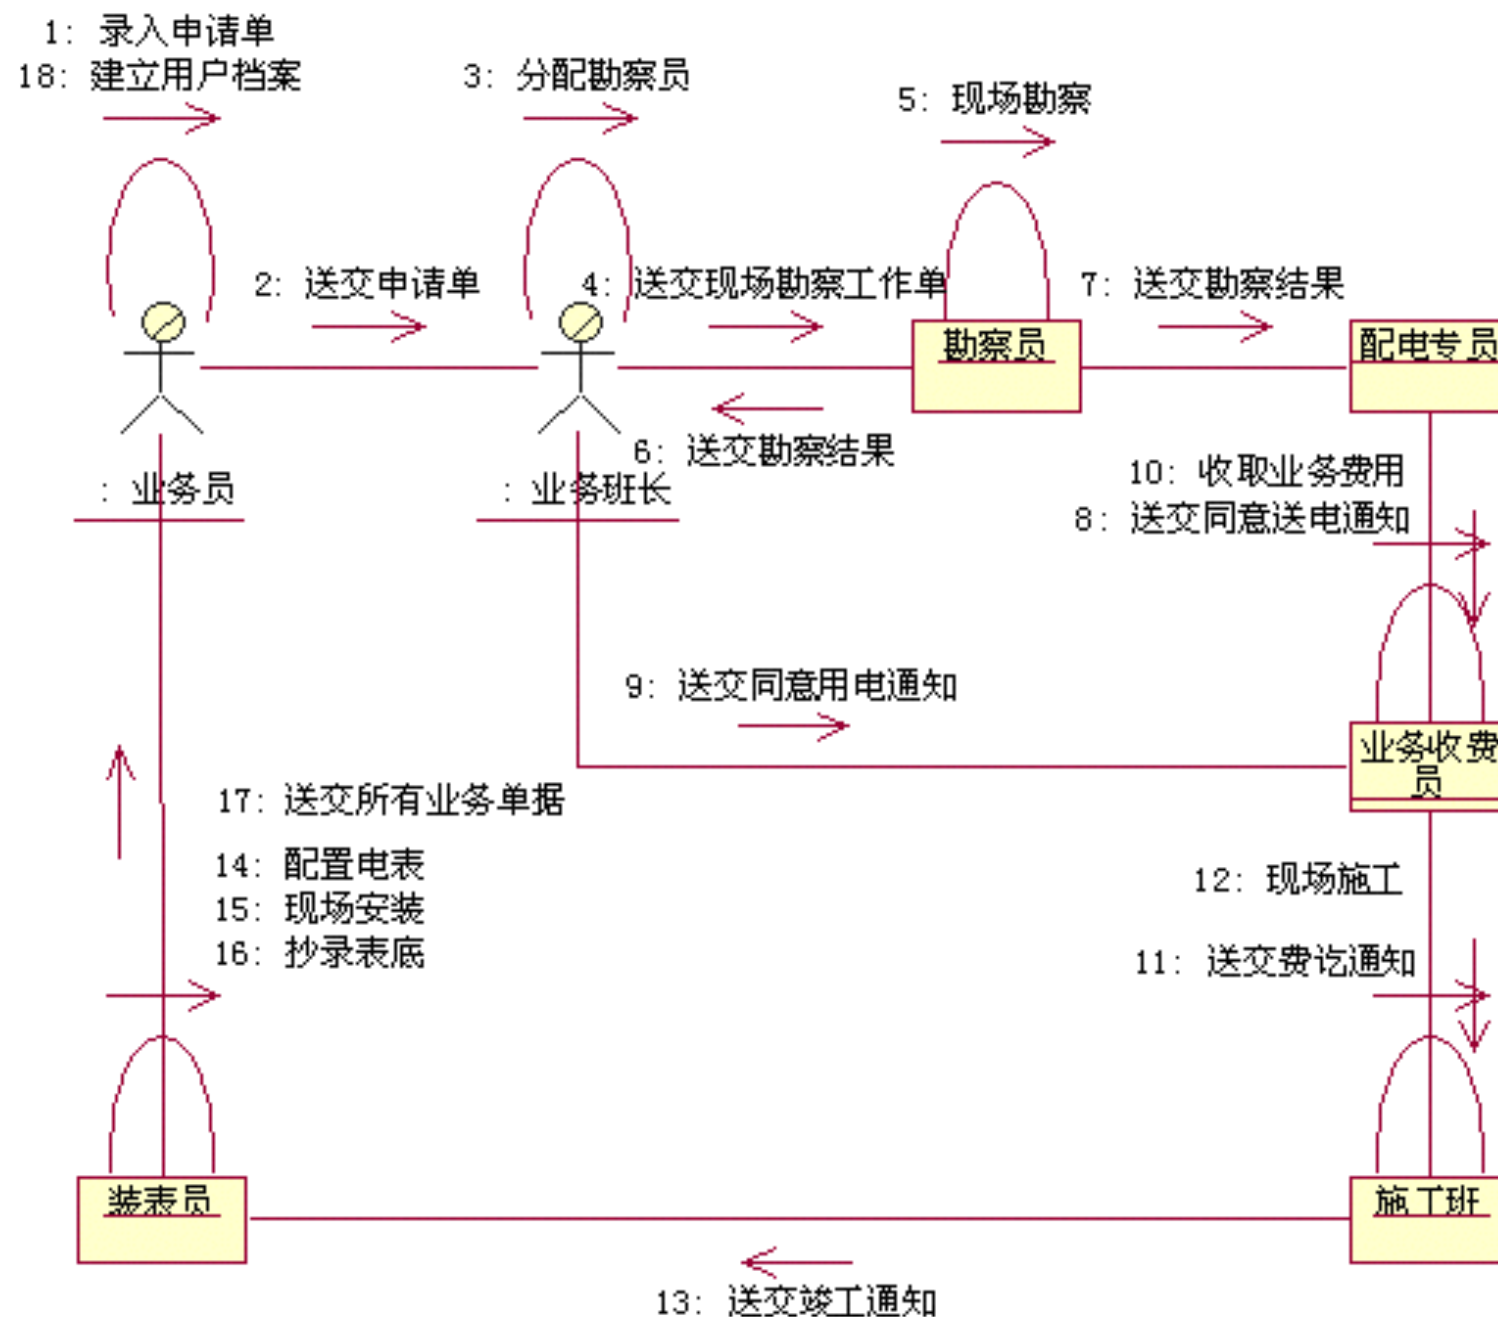 1: 录入申请单
18: 建立用户档案
3: 分配勘察员
5: 现场勘察
2: 送交申请单
4: 送交现场勘察工作单
7: 送交勘察结果
勘察员
配电专员
6: 送交勘察结果
: 业务员
: 业务班长
10: 收取业务费用
8: 送交同意送电通知
9: 送交同意用电通知
业务收费
员
17: 送交所有业务单据
14: 配置电表
15: 现场安装
16: 抄录表底
12: 现场施工
11: 送交费讫通知
装表员
施工班
13: 送交竣工通知